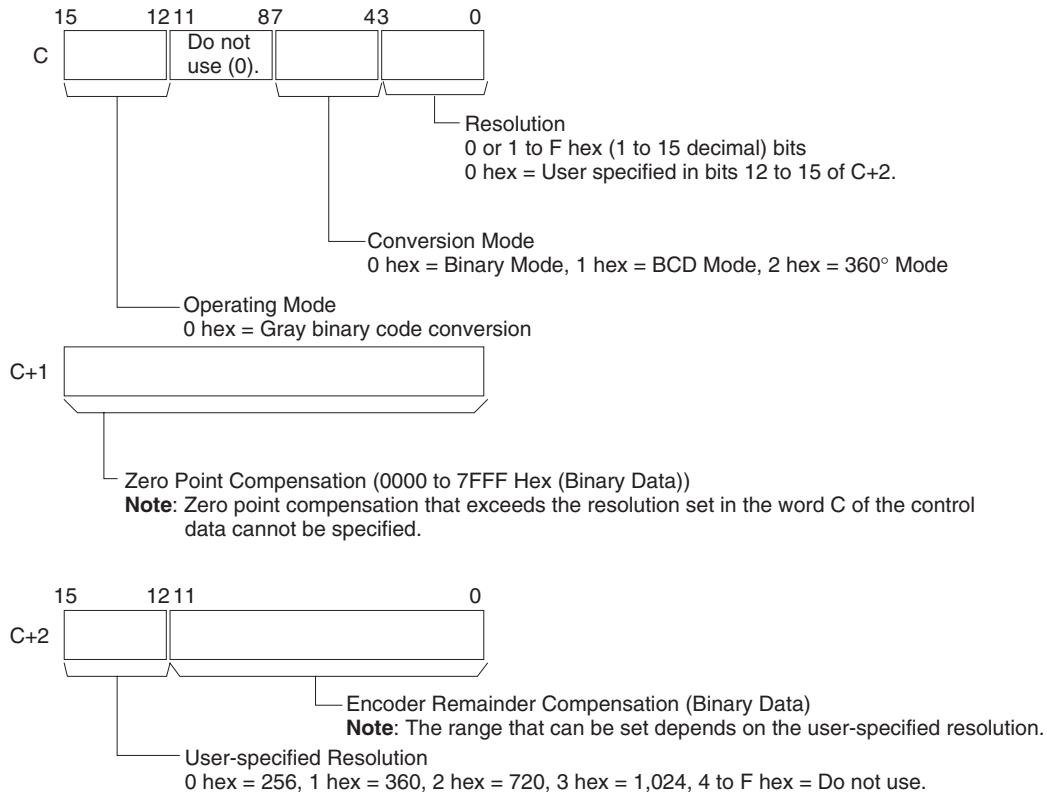 15 12 11 8 7 4 3 0
C
Do not
use (0).
Resolution
0 or 1 to F hex (1 to 15 decimal) bits
0 hex = User specified in bits 12 to 15 of C+2.
Conversion Mode
0 hex = Binary Mode, 1 hex = BCD Mode, 2 hex = 360° Mode
Operating Mode
0 hex = Gray binary code conversion
C+1
Zero Point Compensation (0000 to 7FFF Hex (Binary Data))
Note: Zero point compensation that exceeds the resolution set in the word C of the control
data cannot be specified.
15 12 11 0
C+2
Encoder Remainder Compensation (Binary Data)
Note: The range that can be set depends on the user-specified resolution.
User-specified Resolution
0 hex = 256, 1 hex = 360, 2 hex = 720, 3 hex = 1,024, 4 to F hex = Do not use.